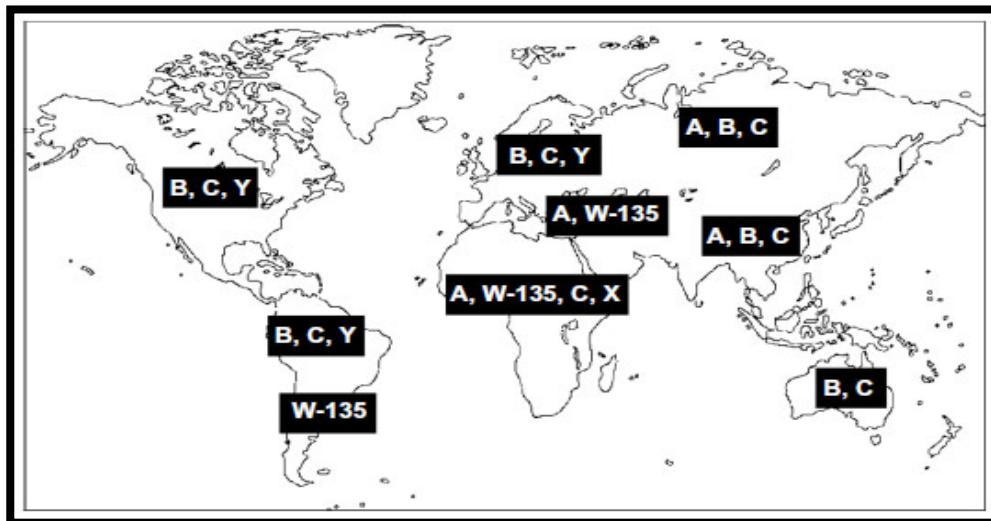 A, B, C
B, C, Y
B, C, Y
A, W-135
A, B, C
A, W-135, C, X
B, C, Y
B, C
W-135